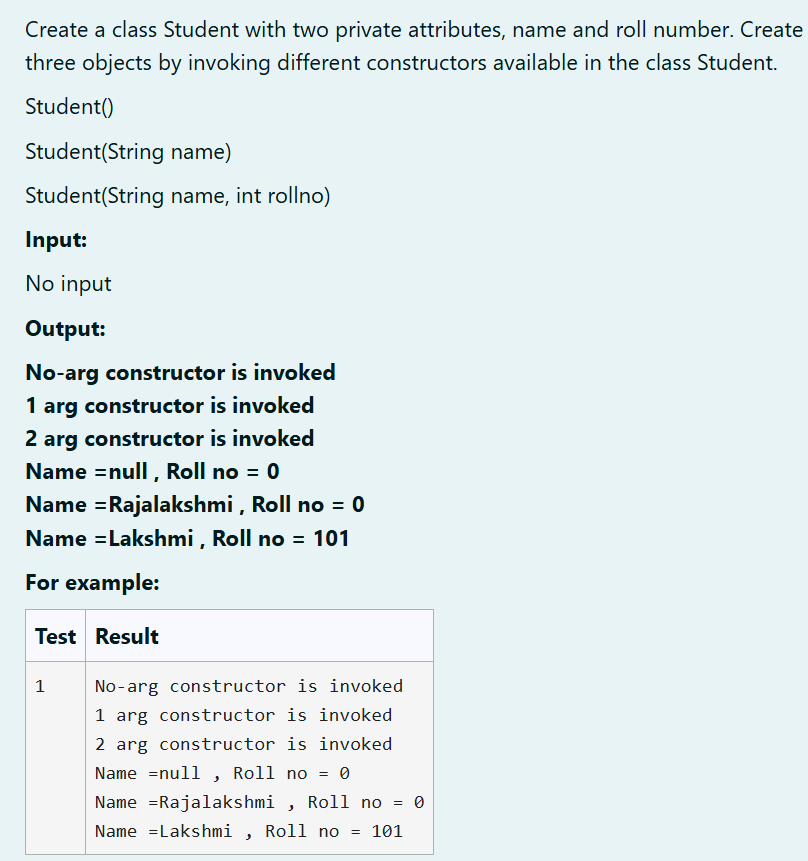 Create a class Student with two private attributes, name and roll number. Create
three objects by invoking different constructors available in the class Student.
Student()
Student(String name)
Student(String name, int rollno)
Input:
No input
Output:
No-arg constructor is invoked
1 arg constructor is invoked
2 arg constructor is invoked
Name =null , Roll no = 0
Name =Rajalakshmi , Roll no = 0
Name =Lakshmi , Roll no = 101
For example:
Test Result
1 No-arg constructor is invoked
1 arg constructor is invoked
2 arg constructor is invoked
Name =null , Roll no = 0
Name =Rajalakshmi , Roll no = 0
Name =Lakshmi , Roll no = 101